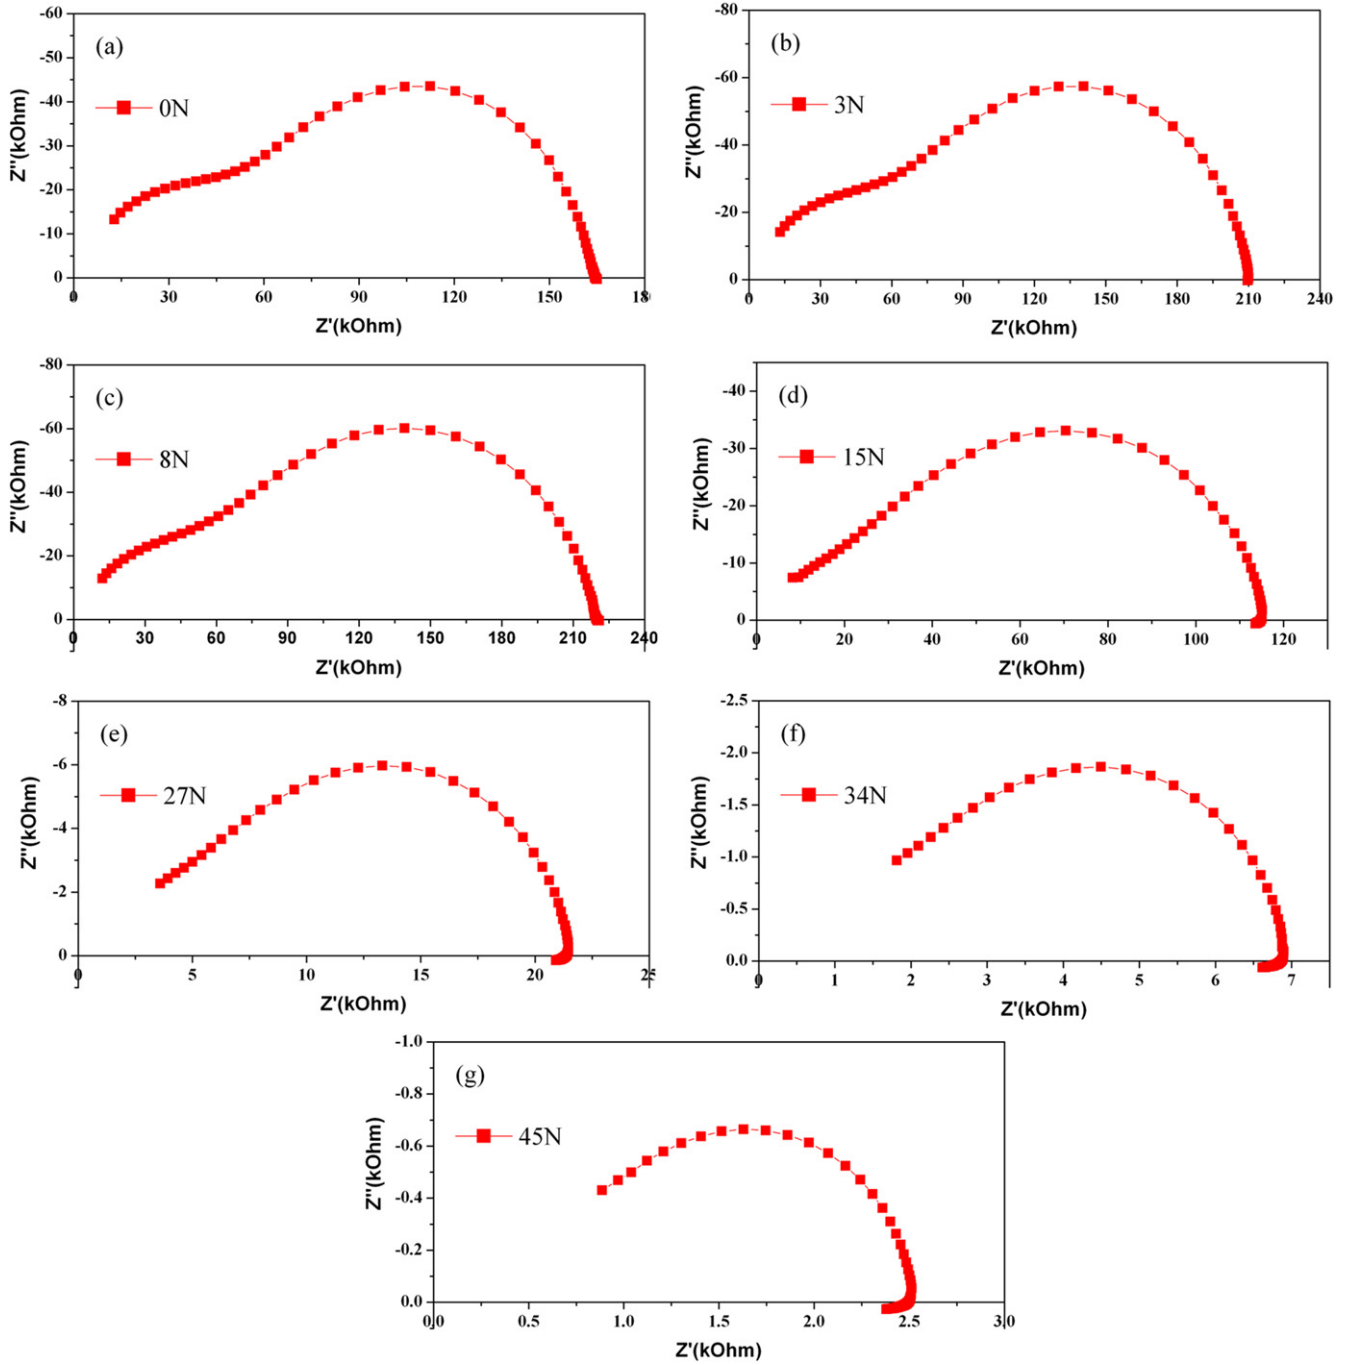 (a)
0N
Z''(kOhm)
-60
-50
-40
-30
-20
-10
0
0 30 60 90 120 150 180
Z'(kOhm)
(b)
3N
Z''(kOhm)
-80
-60
-40
-20
0
0 30 60 90 120 150 180 210 240
Z'(kOhm)
(c)
8N
Z''(kOhm)
-80
-60
-40
-20
0
0 30 60 90 120 150 180 210 240
Z'(kOhm)
(d)
15N
Z''(kOhm)
-40
-30
-20
-10
0
0 20 40 60 80 100 120
Z'(kOhm)
(e)
27N
Z''(kOhm)
-8
-6
-4
-2
0
0 5 10 15 20 25
Z'(kOhm)
(f)
34N
Z''(kOhm)
-2.5
-2.0
-1.5
-1.0
-0.5
0.0
0 1 2 3 4 5 6 7
Z'(kOhm)
(g)
45N
Z''(kOhm)
-1.0
-0.8
-0.6
-0.4
-0.2
0.0
0.0 0.5 1.0 1.5 2.0 2.5 3.0
Z'(kOhm)